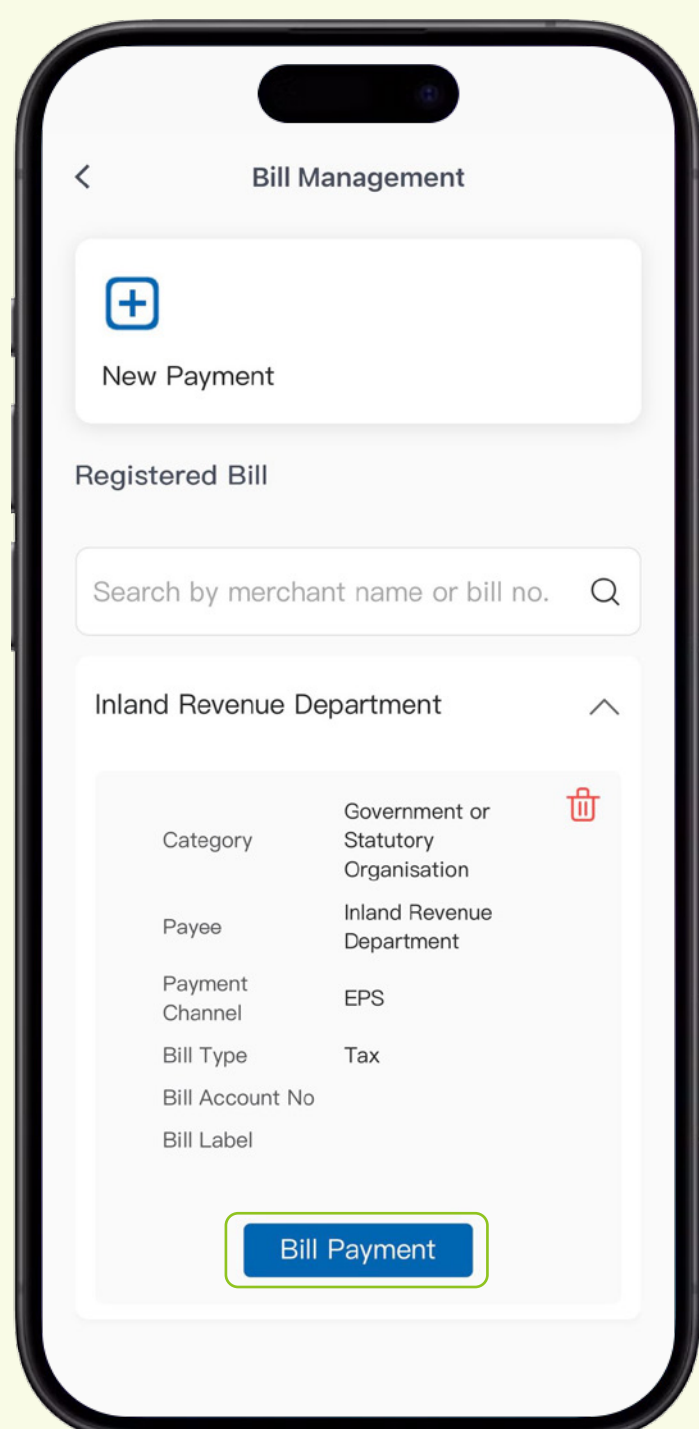 Bill Management
New Payment
Registered Bill
Search by merchant name or bill no.
Inland Revenue Department
Category
Government or
Statutory
Organisation
Payee
Inland Revenue
Department
Payment
Channel
EPS
Bill Type Tax
Bill Account No
Bill Label
Bill Payment